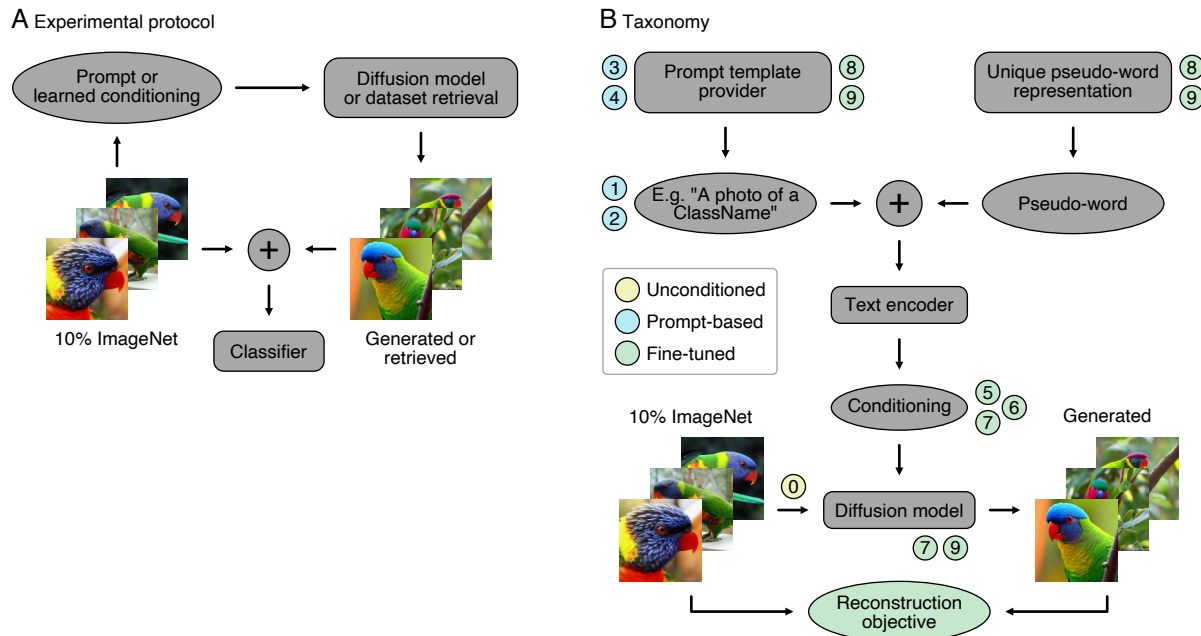 A Experimental protocol
Prompt or
learned conditioning
Diffusion model
or dataset retrieval
+
10% ImageNet
Generated or
retrieved
Classifier
B Taxonomy
3
4
Prompt template
provider
8
9
Unique pseudo-word
representation
8
9
1
2
E.g. "A photo of a
ClassName"
+
Pseudo-word
Unconditioned
Prompt-based
Fine-tuned
Text encoder
Conditioning
5
6
7
10% ImageNet
Generated
0
Diffusion model
7
9
Reconstruction
objective